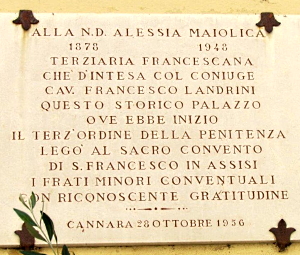 ALLA N.D. ALESSIA MAIOLICA
1878 1948
TERZIARIA FRANCESCANA
CHE D'INTESA COL CONIUGE
CAV. FRANCESCO LANDRINI
QUESTO STORICO PALAZZO
OVE EBBE INIZIO
IL TERZ'ORDINE DELLA PENITENZA
LEGÒ AL SACRO CONVENTO
DI S. FRANCESCO IN ASSISI
I FRATI MINORI CONVENTUALI
CON RICONOSCENTE GRATITUDINE
CANNARA 28 OTTOBRE 1956